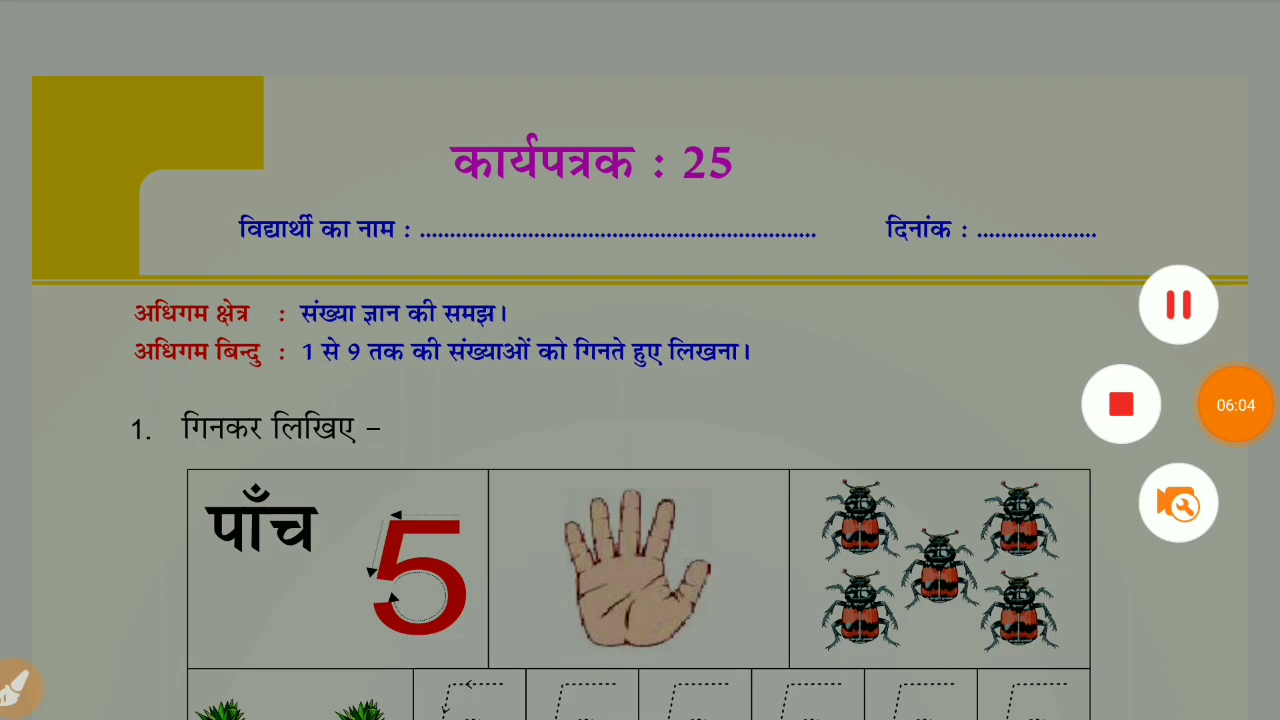 कार्यपत्रक : 25
विद्यार्थी का नाम : .................................................................. दिनांक : ....................
अधिगम क्षेत्र : संख्या ज्ञान की समझ।
अधिगम बिन्दु : 1 से 9 तक की संख्याओं को गिनते हुए लिखना।
06:04
1. गिनकर लिखिए –
पाँच 5